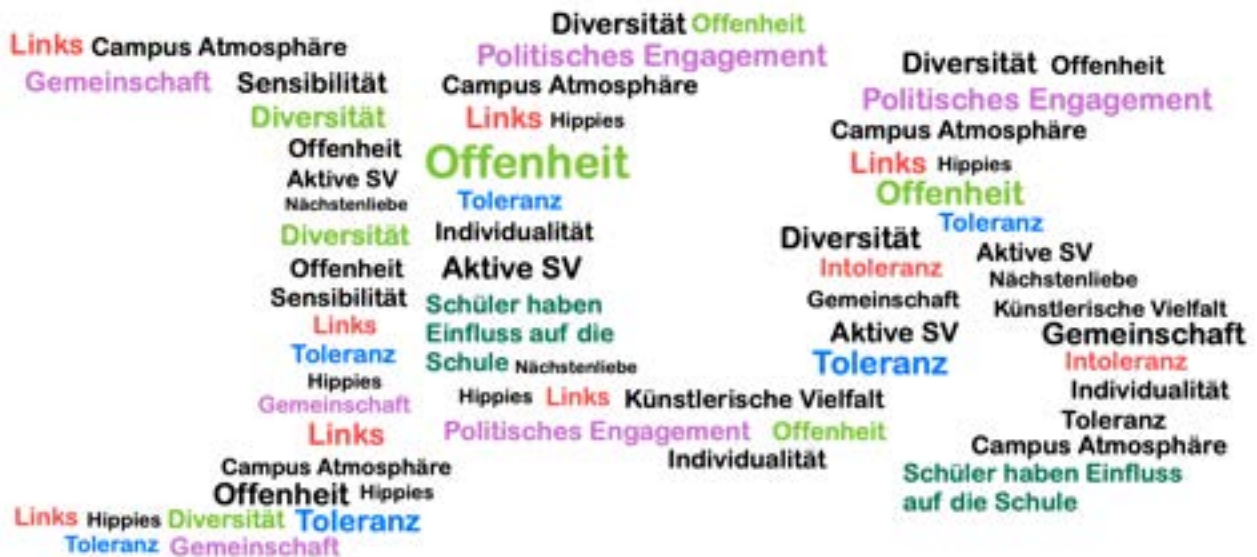 Links Campus Atmosphäre
Gemeinschaft Sensibilität
Diversität
Offenheit
Aktive SV
Nächstenliebe
Diversität
Offenheit
Sensibilität
Links
Toleranz
Hippies
Gemeinschaft
Links
Campus Atmosphäre
Offenheit Hippies
Links Hippies Diversität Toleranz
Toleranz Gemeinschaft
Diversität Offenheit
Politisches Engagement
Campus Atmosphäre
Links Hippies
Offenheit
Toleranz
Individualität
Aktive SV
Schüler haben
Einfluss auf die
Schule Nächstenliebe
Hippies Links Künstlerische Vielfalt
Politisches Engagement Offenheit
Individualität
Diversität Offenheit
Politisches Engagement
Campus Atmosphäre
Links Hippies
Offenheit
Toleranz
Diversität
Aktive SV
Intoleranz
Nächstenliebe
Gemeinschaft
Künstlerische Vielfalt
Aktive SV
Gemeinschaft
Toleranz
Intoleranz
Individualität
Toleranz
Campus Atmosphäre
Schüler haben Einfluss
auf die Schule